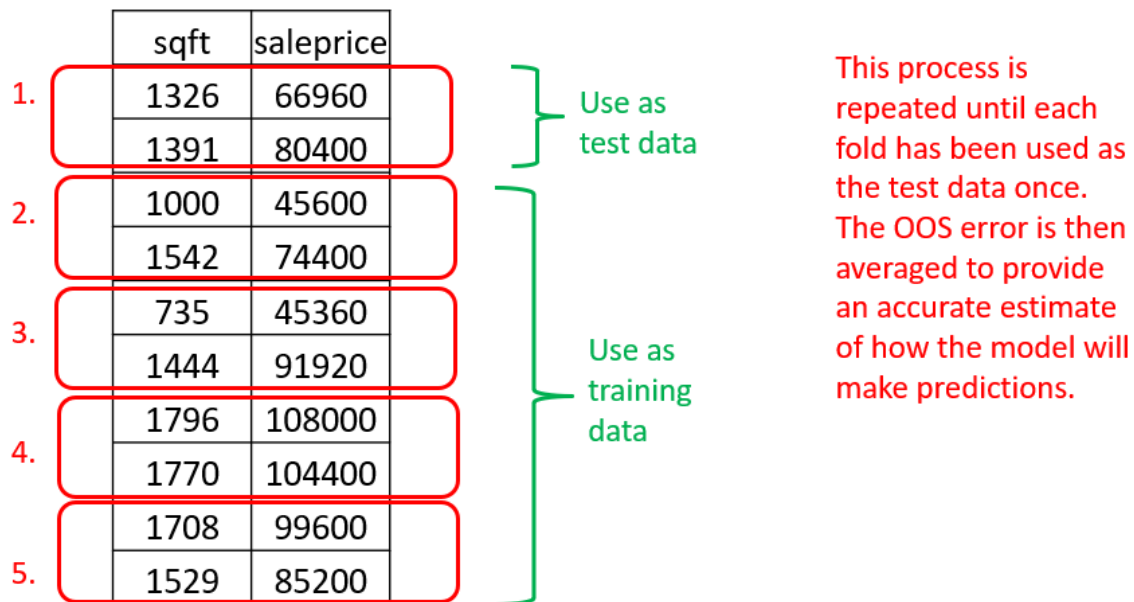 sqft saleprice
1. 1326 66960
1391 80400
2. 1000 45600
1542 74400
3. 735 45360
1444 91920
4. 1796 108000
1770 104400
1708 99600
5. 1529 85200
Use as
test data
Use as
training
data
This process is
repeated until each
fold has been used as
the test data once.
The OOS error is then
averaged to provide
an accurate estimate
of how the model will
make predictions.